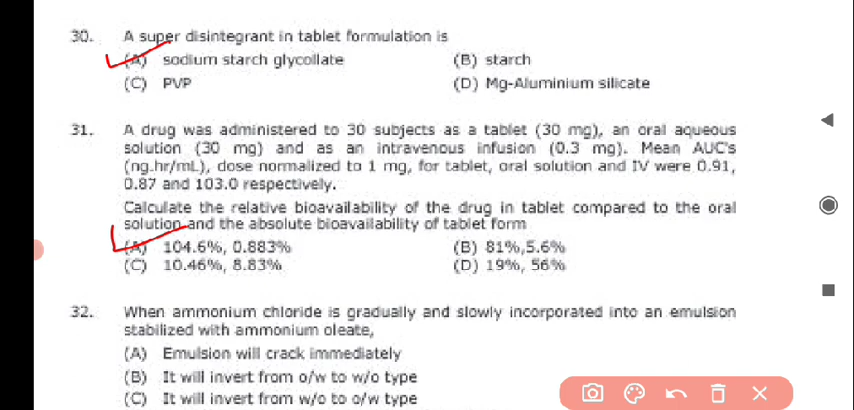 30. A super disintegrant in tablet formulation is
(A) sodium starch glycollate (B) starch
(C) PVP (D) Mg-Aluminium silicate
31. A drug was administered to 30 subjects as a tablet (30 mg), an oral aqueous
solution (30 mg) and as an intravenous infusion (0.3 mg). Mean AUC's
(ng.hr/mL), dose normalized to 1 mg, for tablet, oral solution and IV were 0.91,
0.87 and 103.0 respectively.
Calculate the relative bioavailability of the drug in tablet compared to the oral
solution and the absolute bioavailability of tablet form
(A) 104.6%, 0.883% (B) 81%,5.6%
(C) 10.46%, 8.83% (D) 19%, 56%
32. When ammonium chloride is gradually and slowly incorporated into an emulsion
stabilized with ammonium oleate,
(A) Emulsion will crack immediately
(B) It will invert from o/w to w/o type
(C) It will invert from w/o to o/w type